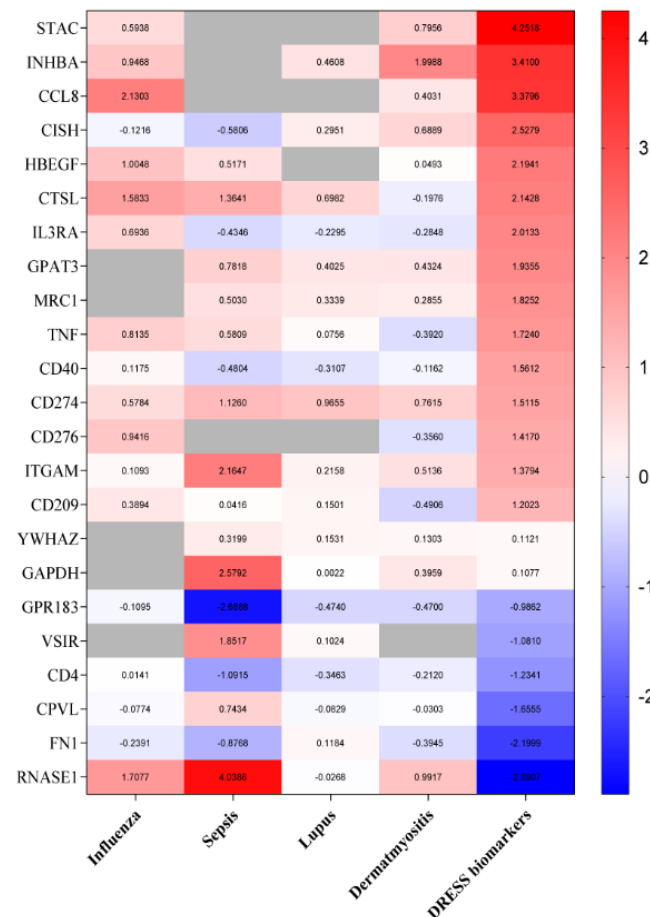 STAC 0.5938 0.7956 4.2518
INHBA 0.9468 0.4608 1.9988 3.4100
CCL8 2.1303 0.4031 3.3796
CISH -0.1216 -0.5806 0.2951 0.6889 2.5279
HBEGF 1.0048 0.5171 0.0493 2.1941
CTSL 1.5833 1.3641 0.6982 -0.1976 2.1428
IL3RA 0.6936 -0.4346 -0.2295 -0.2848 2.0133
GPAT3 0.7818 0.4025 0.4324 1.9355
MRC1 0.5030 0.3339 0.2855 1.8252
TNF 0.8135 0.5809 0.0756 -0.3920 1.7240
CD40 0.1175 -0.4804 -0.3107 -0.1162 1.5612
CD274 0.5784 1.1260 0.9655 0.7615 1.5115
CD276 0.9416 -0.3560 1.4170
ITGAM 0.1093 2.1647 0.2158 0.5136 1.3794
CD209 0.3894 0.0416 0.1501 -0.4906 1.2023
YWHAZ 0.3199 0.1531 0.1303 0.1121
GAPDH 2.5792 0.0022 0.3959 0.1077
GPR183 -0.1095 -0.4740 -0.4700 -0.9862
VSIR 1.8517 0.1024 -1.0810
CD4 0.0141 -1.0915 -0.3463 -0.2120 -1.2341
CPVL -0.0774 0.7434 -0.0829 -0.0303 -1.6555
FN1 -0.2391 -0.8768 0.1184 -0.3945 -2.1999
RNASE1 1.7077 4.0386 -0.0268 0.9917
Influenza Sepsis Lupus Dermatmyositis DRESS biomarkers
4
3
2
1
0
-1
-2